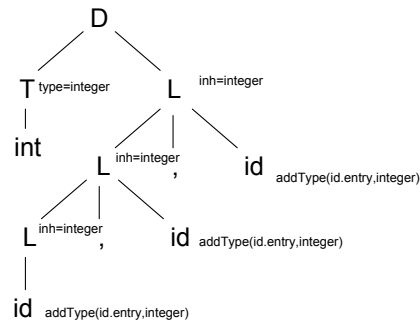 D
T type=integer L inh=integer
int L inh=integer , id addType(id.entry,integer)
L inh=integer , id addType(id.entry,integer)
id addType(id.entry,integer)